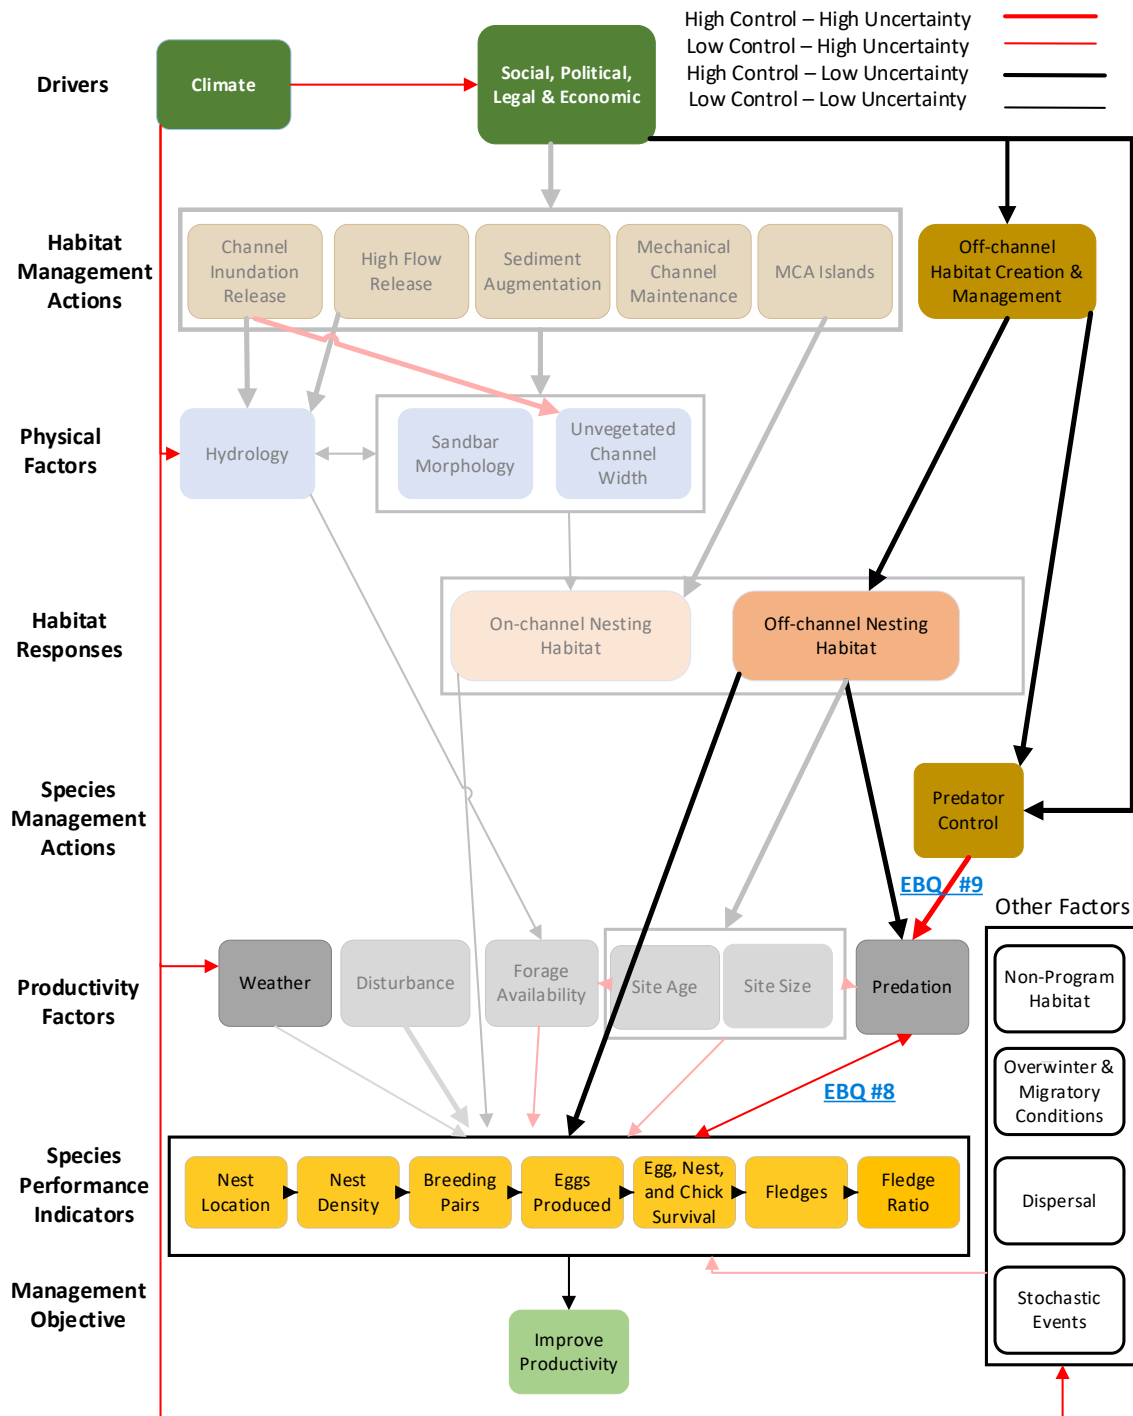 High Control – High Uncertainty
Low Control – High Uncertainty
High Control – Low Uncertainty
Low Control – Low Uncertainty
Drivers
Climate
Social, Political,
Legal & Economic
Habitat
Management
Actions
Channel
Inundation
Release
High Flow
Release
Sediment
Augmentation
Mechanical
Channel
Maintenance
MCA Islands
Off-channel
Habitat Creation &
Management
Physical
Factors
Hydrology
Sandbar
Morphology
Unvegetated
Channel
Width
Habitat
Responses
On-channel Nesting
Habitat
Off-channel Nesting
Habitat
Species
Management
Actions
Predator
Control
EBQ #9
Other Factors
Productivity
Factors
Weather
Disturbance
Forage
Availability
Site Age
Site Size
Predation
Non-Program
Habitat
Overwinter &
Migratory
Conditions
Dispersal
Stochastic
Events
EBQ #8
Species
Performance
Indicators
Nest
Location
Nest
Density
Breeding
Pairs
Eggs
Produced
Egg, Nest,
and Chick
Survival
Fledges
Fledge
Ratio
Management
Objective
Improve
Productivity